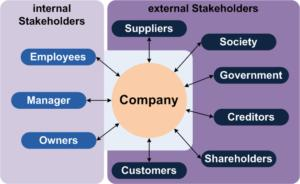 internal
Stakeholders
external Stakeholders
Suppliers
Employees
Society
Government
Manager
Company
Creditors
Owners
Shareholders
Customers